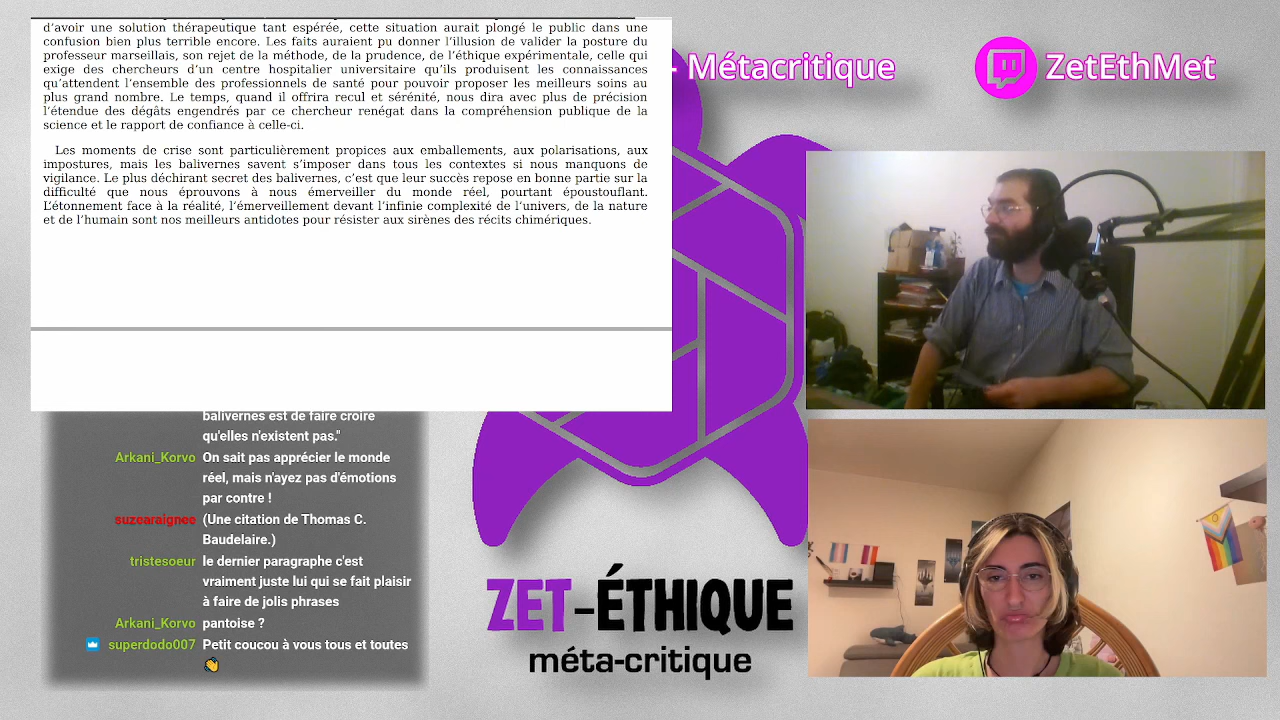 d’avoir une solution thérapeutique tant espérée, cette situation aurait plongé le public dans une
confusion bien plus terrible encore. Les faits auraient pu donner l’illusion de valider la posture du
professeur marseillais, son rejet de la méthode, de la prudence, de l’éthique expérimentale, celle qui
exige des chercheurs d’un centre hospitalier universitaire qu’ils produisent les connaissances
qu’attendent l’ensemble des professionnels de santé pour pouvoir proposer les meilleurs soins au
plus grand nombre. Le temps, quand il offrira recul et sérénité, nous dira avec plus de précision
l’étendue des dégâts engendrés par ce chercheur renégat dans la compréhension publique de la
science et le rapport de confiance à celle-ci.
Les moments de crise sont particulièrement propices aux emballements, aux polarisations, aux
impostures, mais les balivernes savent s’imposer dans tous les contextes si nous manquons de
vigilance. Le plus déchirant secret des balivernes, c’est que leur succès repose en bonne partie sur la
difficulté que nous éprouvons à nous émerveiller du monde réel, pourtant époustouflant.
L’étonnement face à la réalité, l’émerveillement devant l’infinie complexité de l’univers, de la nature
et de l’humain sont nos meilleurs antidotes pour résister aux sirènes des récits chimériques.
- Métacritique
ZetEthMet
balivernes est de faire croire
qu'elles n'existent pas."
Arkani_Korvo On sait pas apprécier le monde
réel, mais n'ayez pas d'émotions
par contre !
suzearaignee (Une citation de Thomas C.
Baudelaire.)
tristesoeur le dernier paragraphe c'est
vraiment juste lui qui se fait plaisir
à faire de jolis phrases
Arkani_Korvo pantoise ?
superdodo007 Petit coucou à vous tous et toutes
👋
ZET-ÉTHIQUE
méta-critique